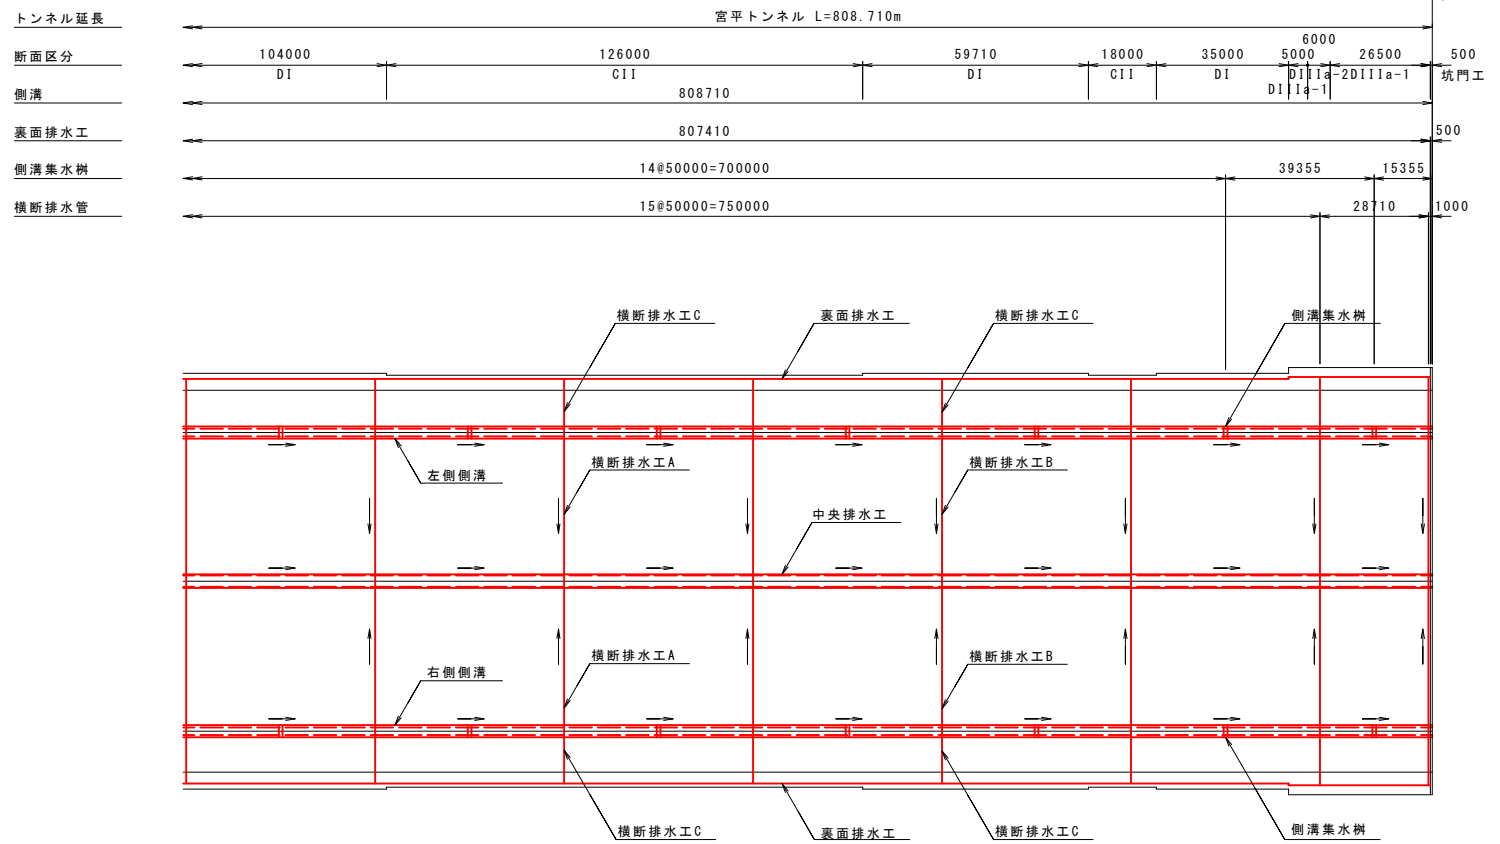 トンネル延長
宮平トンネル L=808.710m
断面区分
104000
126000
59710
18000
35000
5000
6000
26500
500
DI
CII
DI
CII
DI
DIIIa-2
DIIIa-1
坑門工
DIIIa-1
側溝
808710
裏面排水工
807410
500
側溝集水桝
14@50000=700000
39355
15355
横断排水管
15@50000=750000
28710
1000
横断排水工C
裏面排水工
横断排水工C
側溝集水桝
左側側溝
横断排水工A
横断排水工B
中央排水工
右側側溝
横断排水工A
横断排水工B
横断排水工C
裏面排水工
横断排水工C
側溝集水桝